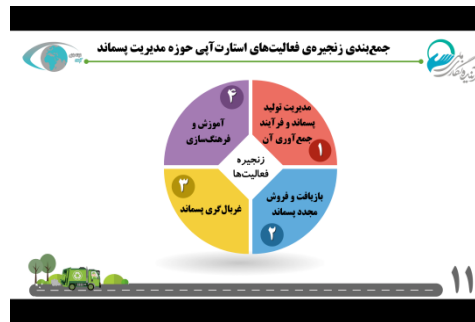 جمع‌بندی زنجیره‌ی فعالیت‌های استارت‌آپی حوزه مدیریت پسماند
مدیریت تولید
پسماند و فرآیند
جمع‌آوری آن
۱
بازیافت و فروش
مجدد پسماند
۲
غربال‌گری پسماند
۳
آموزش و
فرهنگ‌سازی
۴
زنجیره
فعالیت‌ها
۱۱